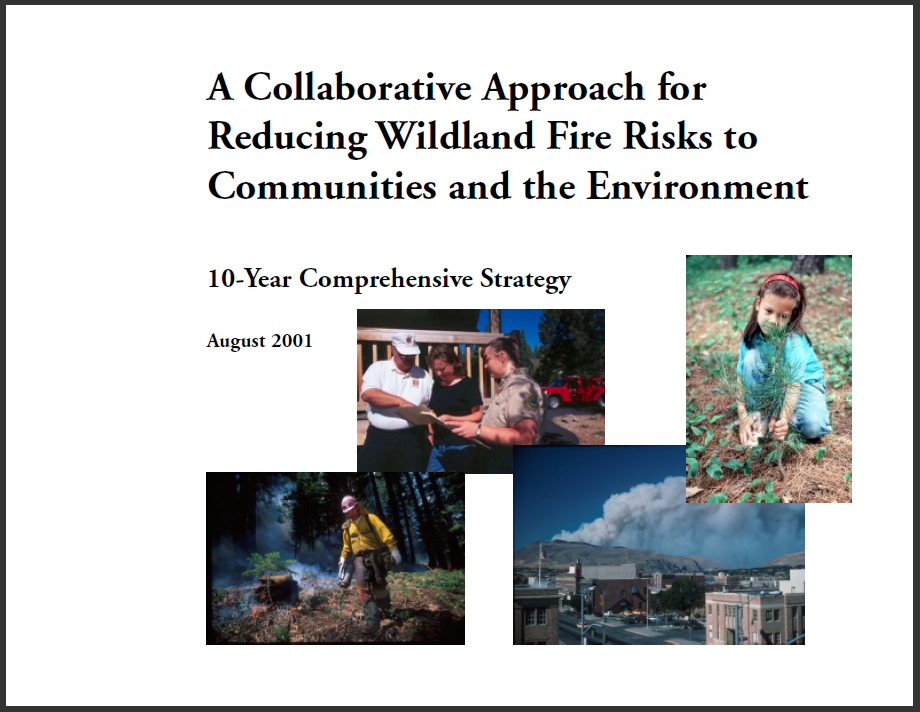 A Collaborative Approach for
Reducing Wildland Fire Risks to
Communities and the Environment
10-Year Comprehensive Strategy
August 2001